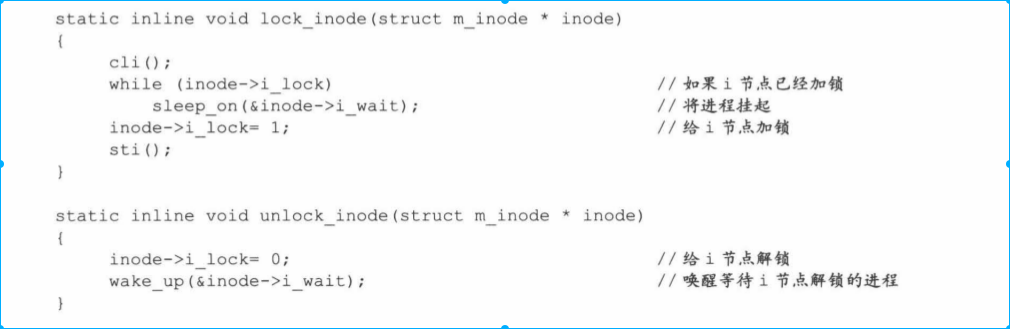 static inline void lock_inode(struct m_inode * inode)
{
cli();
while (inode->i_lock) //如果 i 节点已经加锁
sleep_on(&inode->i_wait); //将进程挂起
inode->i_lock= 1; //给 i 节点加锁
sti();
}
static inline void unlock_inode(struct m_inode * inode)
{
inode->i_lock= 0; //给 i 节点解锁
wake_up(&inode->i_wait); //唤醒等待 i 节点解锁的进程
}